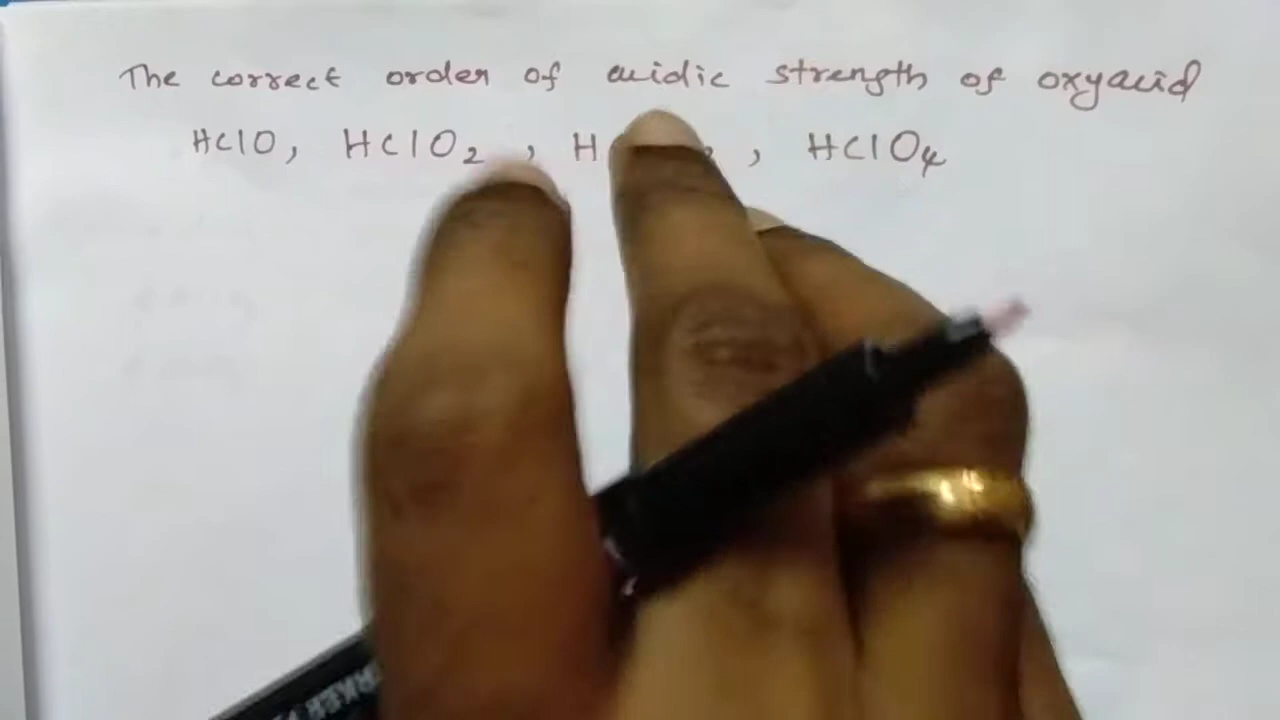 The correct order of acidic strength of oxyacid
HClO, HClO2, H , HClO4